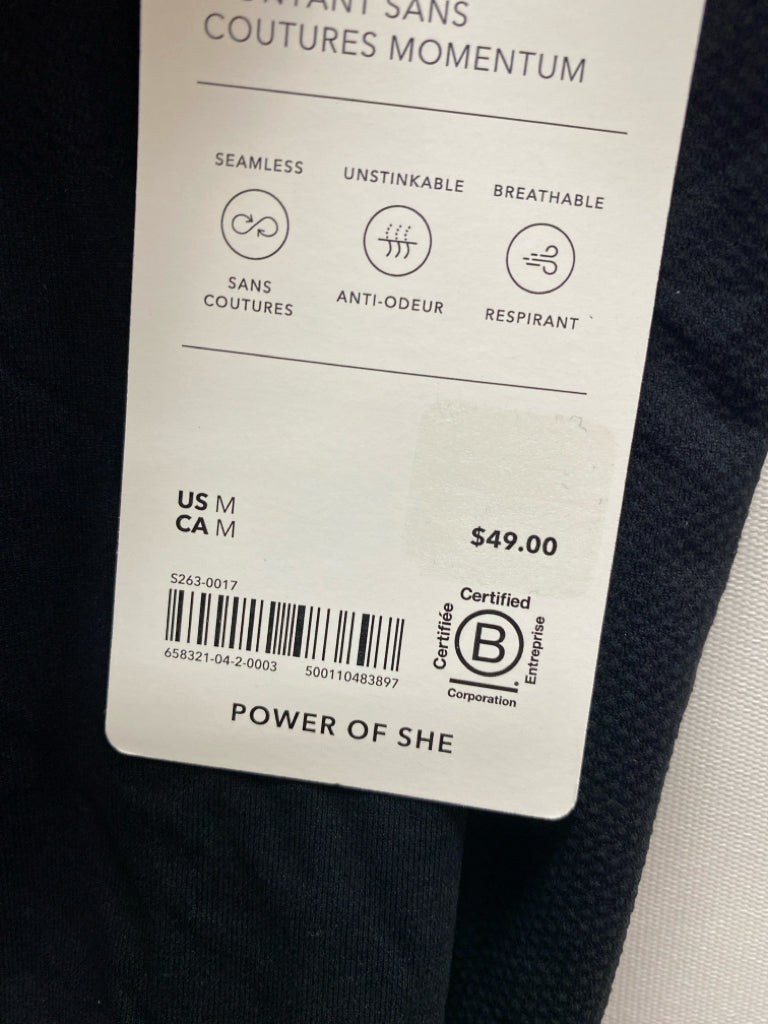 SANS
COUTURES MOMENTUM
SEAMLESS
UNSTINKABLE
BREATHABLE
SANS
COUTURES
ANTI-ODEUR
RESPIRANT
US M
CA M
$49.00
S263-0017
658321-04-2-0003 500110483897
Certified
Certifiée
B
Entreprise
Corporation
POWER OF SHE